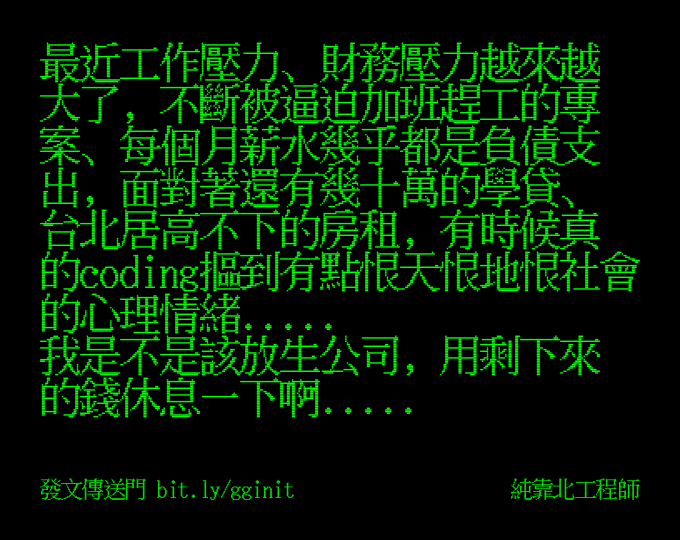 最近工作壓力、財務壓力越來越
大了，不斷被逼迫加班趕工的專
案、每個月薪水幾乎都是負債支
出，面對著還有幾十萬的學貸、
台北居高不下的房租，有時候真
的coding摳到有點恨天恨地恨社會
的心理情緒.....
我是不是該放生公司，用剩下來
的錢休息一下啊.....
發文傳送門 bit.ly/gginit
純靠北工程師